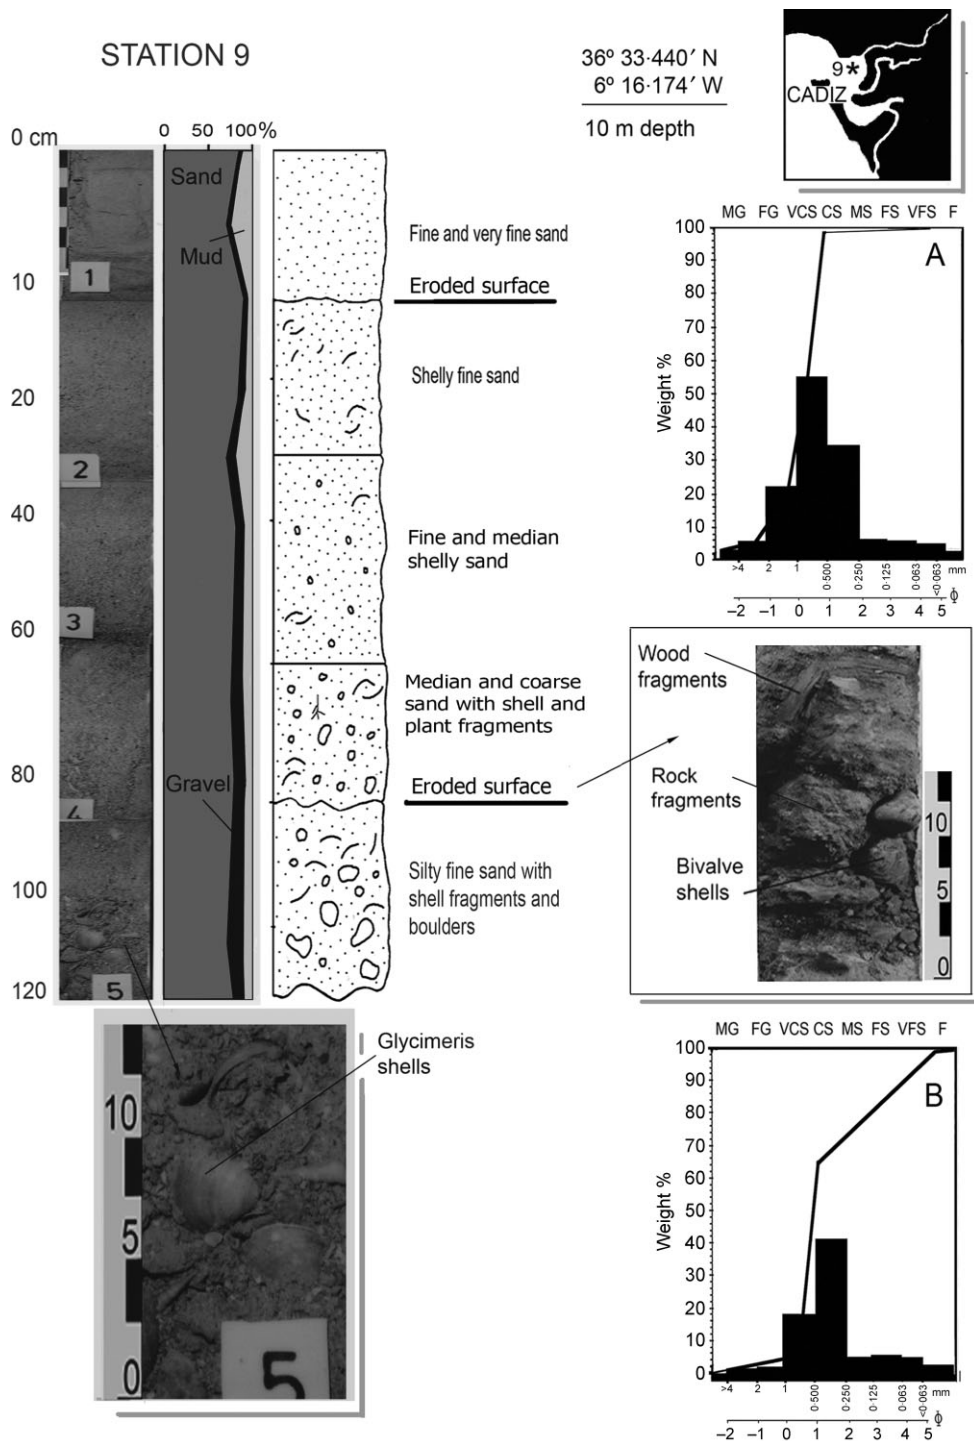 STATION 9
36º 33·440′ N
6º 16·174′ W
10 m depth
9 *
CADIZ
0 cm
10
20
40
60
80
100
120
0 50 100%
Sand
Mud
Gravel
1
2
3
4
5
Fine and very fine sand
Eroded surface
Shelly fine sand
Fine and median
shelly sand
Median and coarse
sand with shell and
plant fragments
Eroded surface
Silty fine sand with
shell fragments and
boulders
MG FG VCS CS MS FS VFS F
A
Weight %
100
90
80
70
60
50
40
30
20
10
0
>4 2 1 0·500 0·250 0·125 0·063 <0·063 mm
−2 −1 0 1 2 3 4 5 ϕ
Wood
fragments
Rock
fragments
Bivalve
shells
10
5
0
Glycimeris
shells
10
5
0
5
MG FG VCS CS MS FS VFS F
B
Weight %
100
90
80
70
60
50
40
30
20
10
0
>4 2 1 0·500 0·250 0·125 0·063 <0·063 mm
−2 −1 0 1 2 3 4 5 ϕ